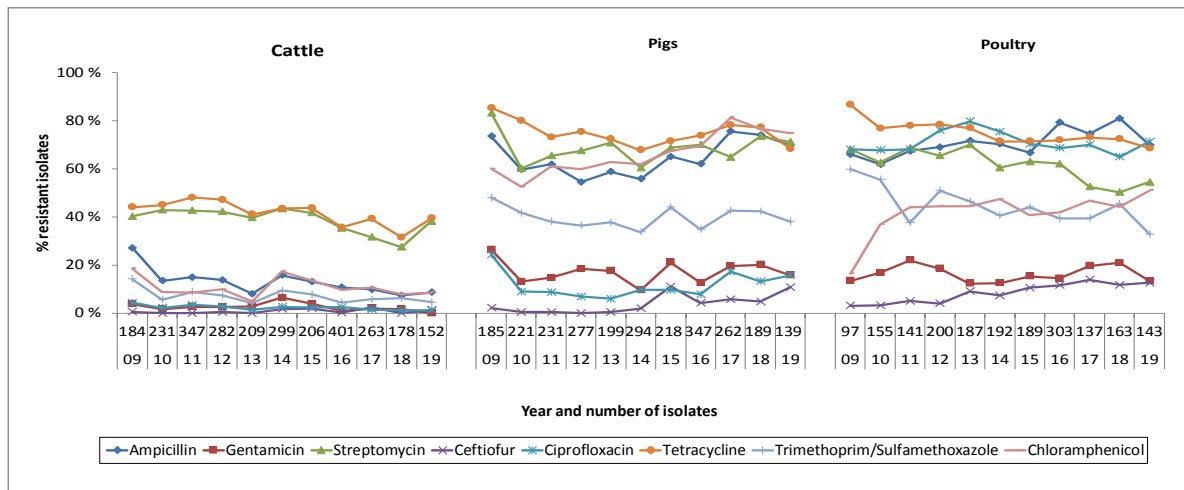 Cattle Pigs Poultry
% resistant isolates
100 %
80 %
60 %
40 %
20 %
0 %
184 231 347 282 209 299 206 401 263 178 152 185 221 231 277 199 294 218 347 262 189 139 97 155 141 200 187 192 189 303 137 163 143
09 10 11 12 13 14 15 16 17 18 19 09 10 11 12 13 14 15 16 17 18 19 09 10 11 12 13 14 15 16 17 18 19
Year and number of isolates
Ampicillin Gentamicin Streptomycin Ceftiofur Ciprofloxacin Tetracycline Trimethoprim/Sulfamethoxazole Chloramphenicol